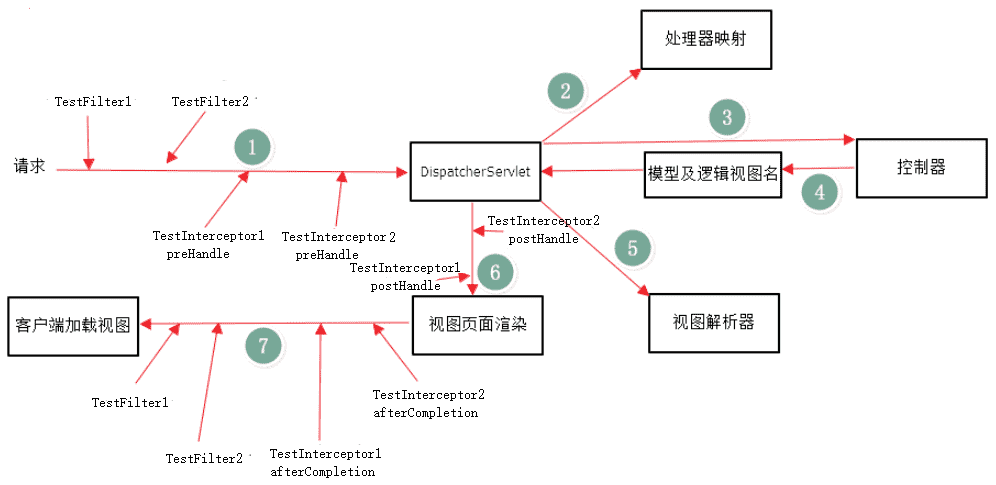 处理器映射
TestFilter1
TestFilter2
2
3
1
请求
DispatcherServlet
模型及逻辑视图名
控制器
4
TestInterceptor1
preHandle
TestInterceptor2
preHandle
TestInterceptor2
postHandle
5
TestInterceptor1
postHandle
6
客户端加载视图
视图页面渲染
视图解析器
7
TestFilter1
TestInterceptor2
afterCompletion
TestFilter2
TestInterceptor1
afterCompletion